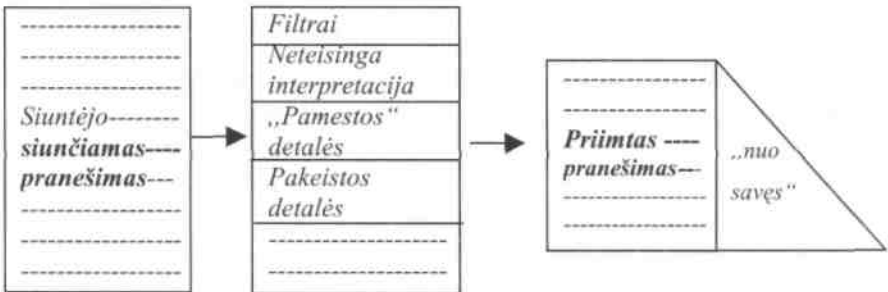 Siuntėjo
siunčiamas
pranešimas
Filtrai
Neteisinga
interpretacija
„Pamestos“
detalės
Pakeistos
detalės
Priimtas
pranešimas
„nuo
savęs“